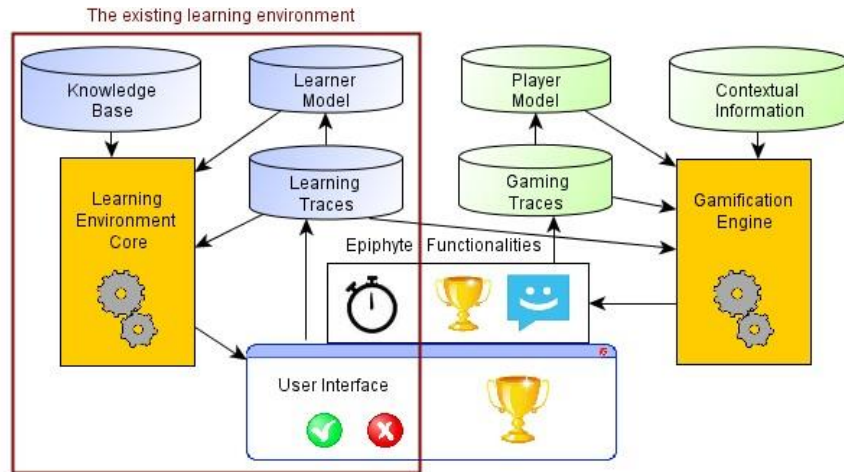 The existing learning environment
Knowledge
Base
Learner
Model
Player
Model
Contextual
Information
Learning
Environment
Core
Learning
Traces
Gaming
Traces
Gamification
Engine
Epiphyte Functionalities
User Interface